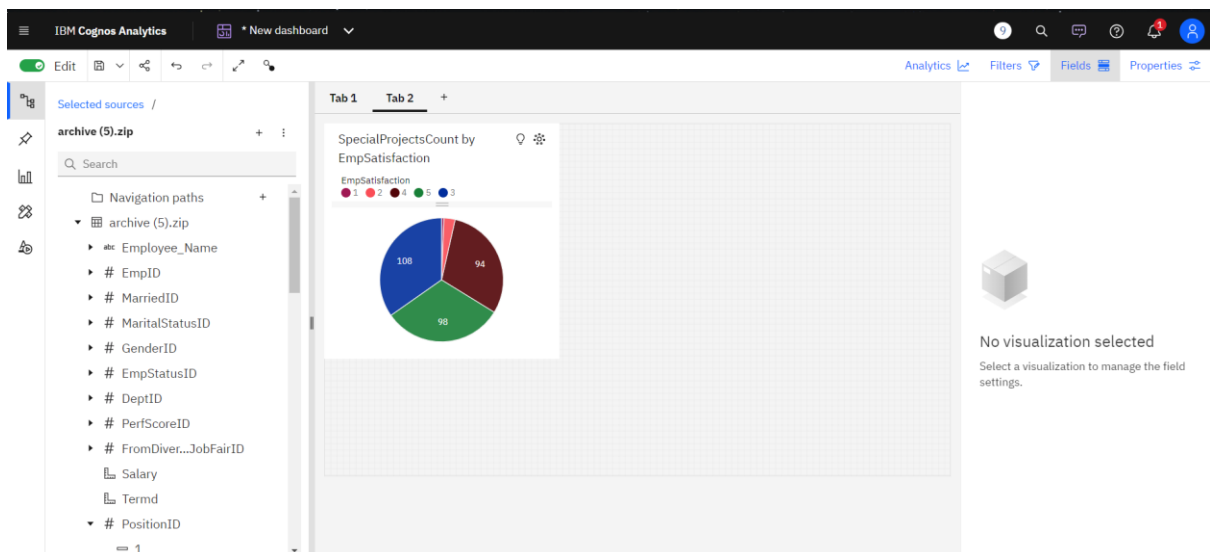 IBM Cognos Analytics
* New dashboard
9
1
Edit
Analytics
Filters
Fields
Properties
Selected sources /
archive (5).zip
Search
Navigation paths
archive (5).zip
abc Employee_Name
# EmpID
# MarriedID
# MaritalStatusID
# GenderID
# EmpStatusID
# DeptID
# PerfScoreID
# FromDiver...JobFairID
Salary
Termd
# PositionID
1
Tab 1
Tab 2
+
SpecialProjectsCount by
EmpSatisfaction
EmpSatisfaction
1 2 4 5 3
108
94
98
No visualization selected
Select a visualization to manage the field
settings.